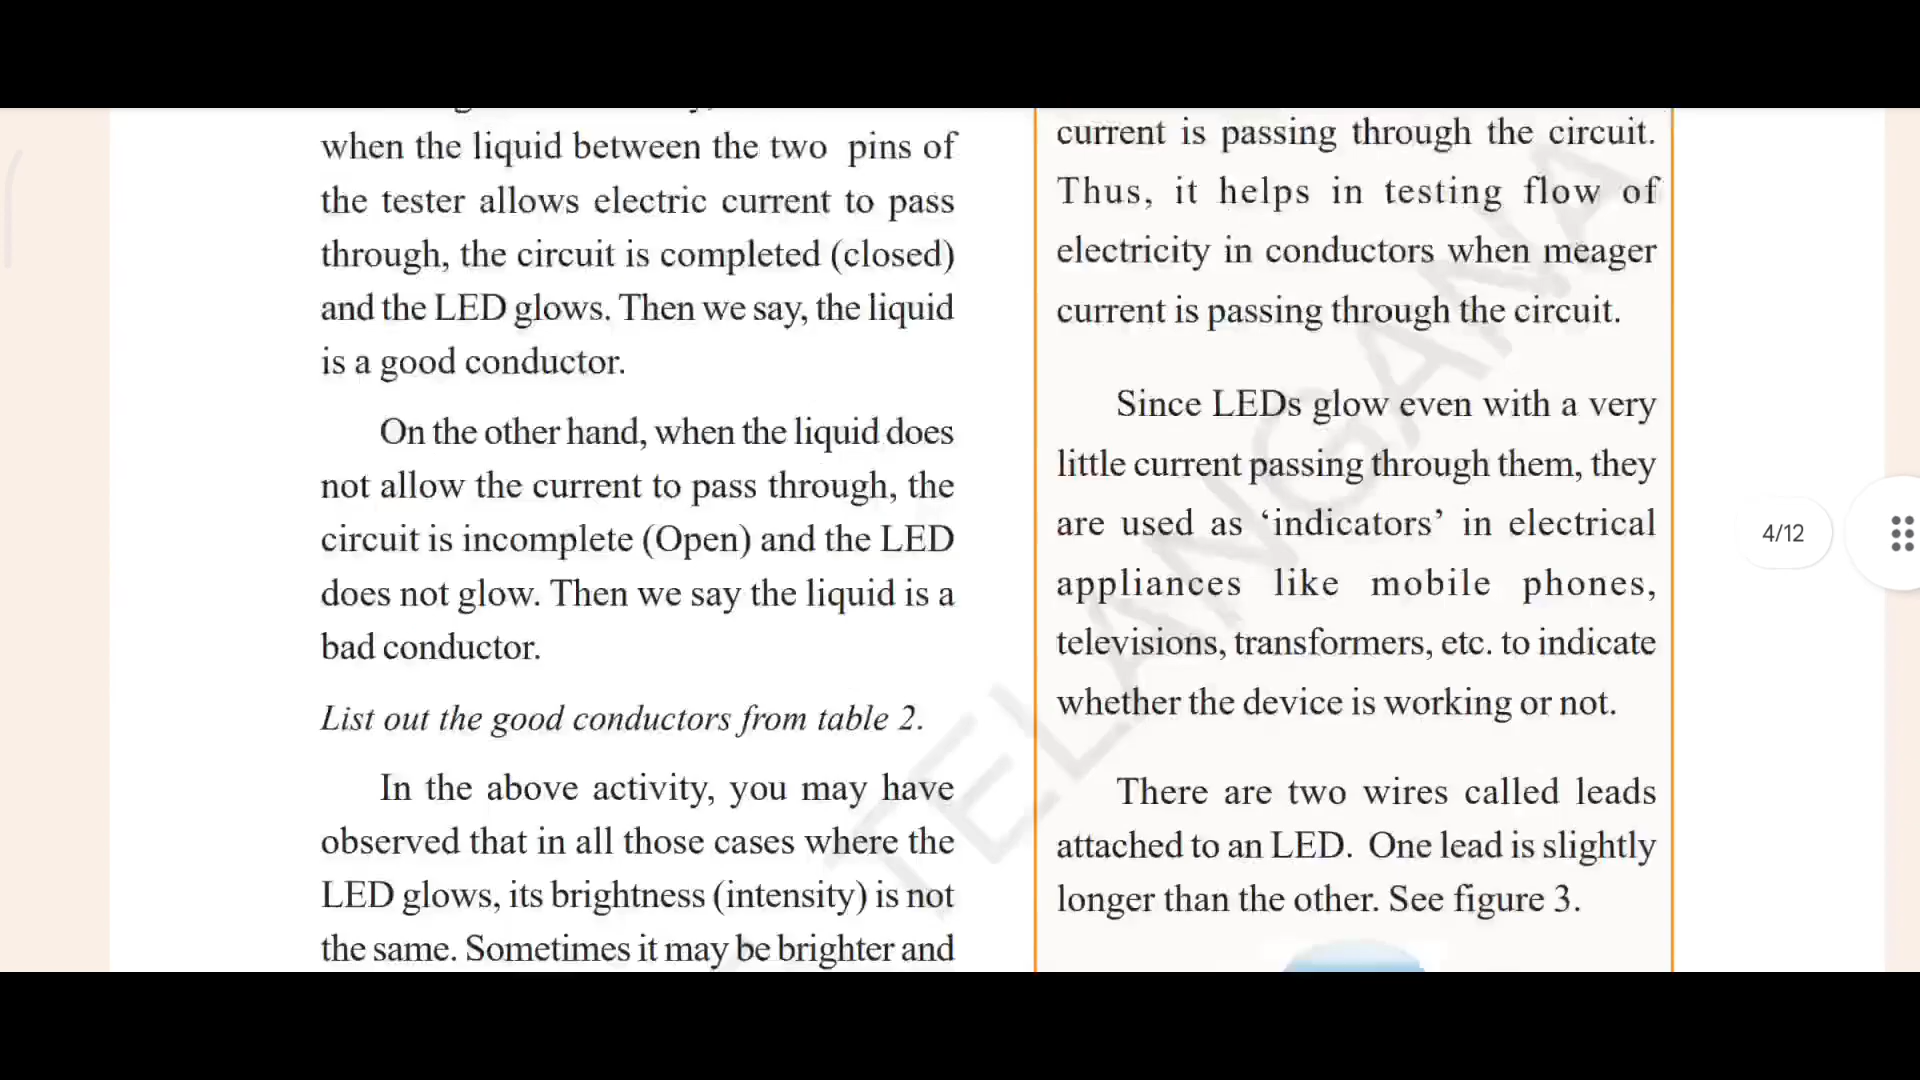 when the liquid between the two pins of
the tester allows electric current to pass
through, the circuit is completed (closed)
and the LED glows. Then we say, the liquid
is a good conductor.
On the other hand, when the liquid does
not allow the current to pass through, the
circuit is incomplete (Open) and the LED
does not glow. Then we say the liquid is a
bad conductor.
List out the good conductors from table 2.
In the above activity, you may have
observed that in all those cases where the
LED glows, its brightness (intensity) is not
the same. Sometimes it may be brighter and
current is passing through the circuit.
Thus, it helps in testing flow of
electricity in conductors when meager
current is passing through the circuit.
Since LEDs glow even with a very
little current passing through them, they
are used as ‘indicators’ in electrical
appliances like mobile phones,
televisions, transformers, etc. to indicate
whether the device is working or not.
There are two wires called leads
attached to an LED. One lead is slightly
longer than the other. See figure 3.
TELANGANA
4/12